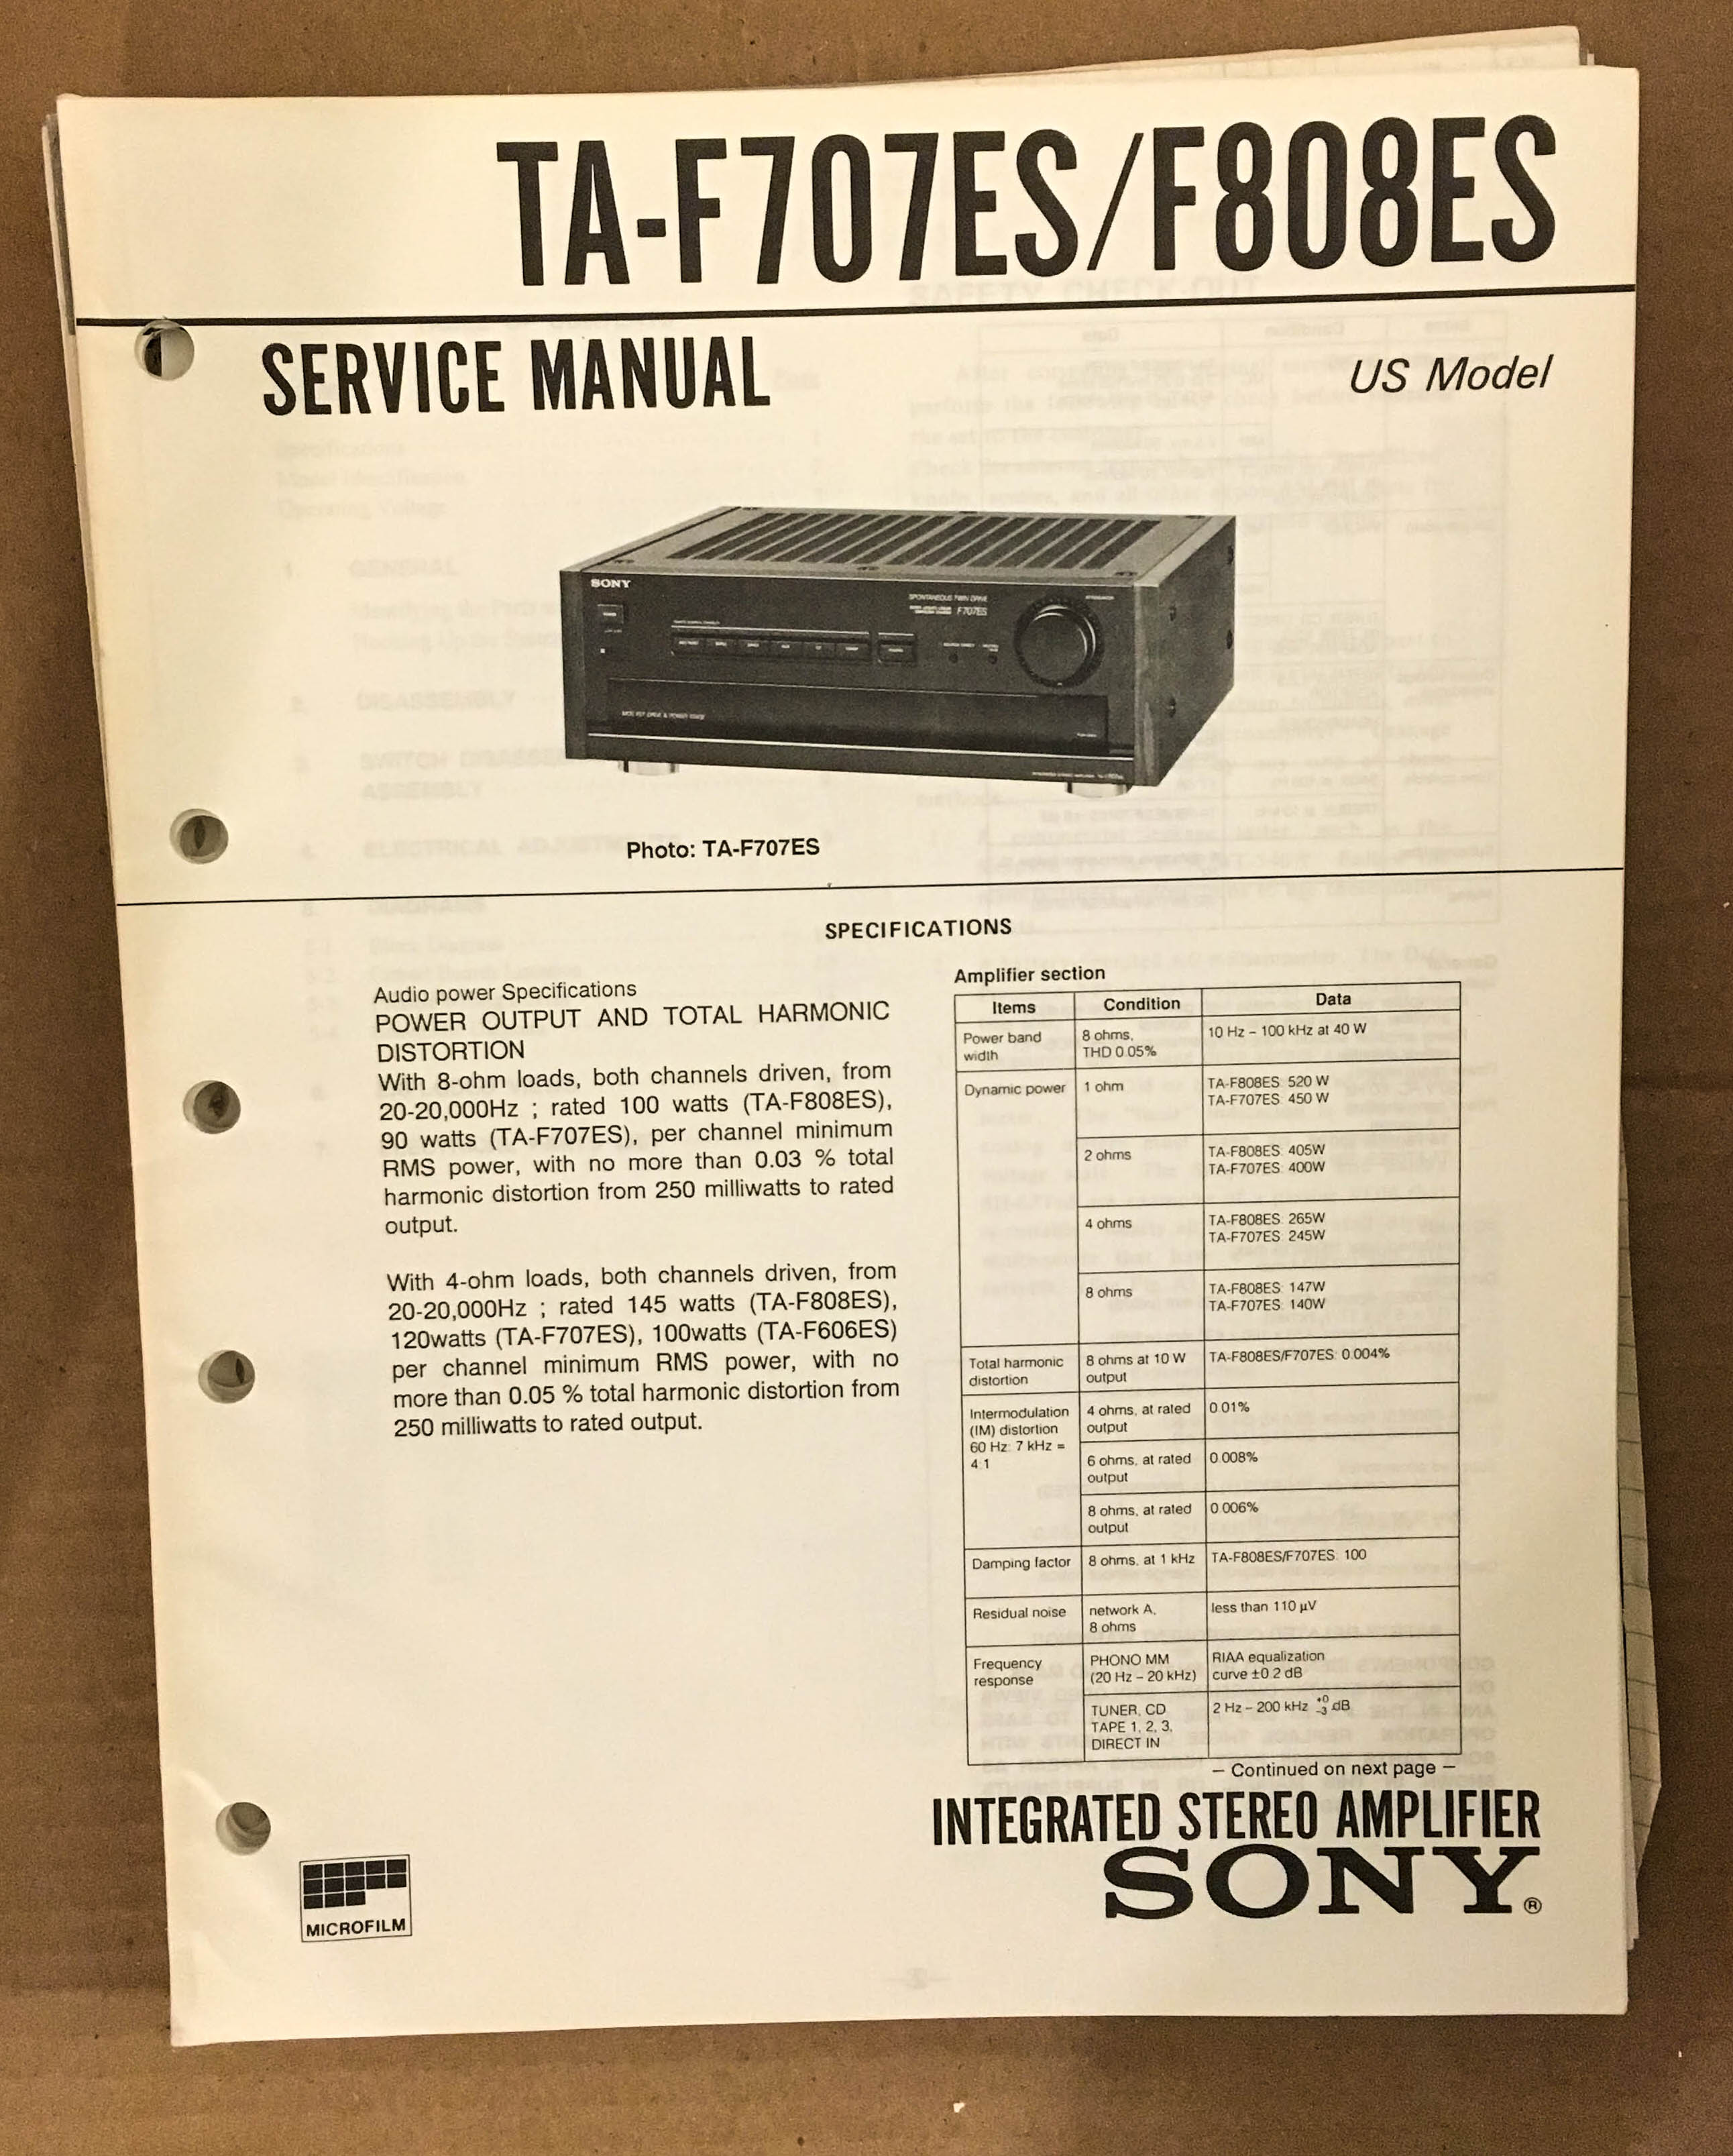 TA-F707ES/F808ES
SERVICE MANUAL
US Model
SONY
SPONTANEOUS TWIN DRIVE
F707ES
MOS FET DRIVE & POWER STAGE
Photo: TA-F707ES
SPECIFICATIONS
Audio power Specifications
POWER OUTPUT AND TOTAL HARMONIC
DISTORTION
With 8-ohm loads, both channels driven, from
20-20,000Hz ; rated 100 watts (TA-F808ES),
90 watts (TA-F707ES), per channel minimum
RMS power, with no more than 0.03 % total
harmonic distortion from 250 milliwatts to rated
output.
With 4-ohm loads, both channels driven, from
20-20,000Hz ; rated 145 watts (TA-F808ES),
120watts (TA-F707ES), 100watts (TA-F606ES)
per channel minimum RMS power, with no
more than 0.05 % total harmonic distortion from
250 milliwatts to rated output.
Amplifier section
Items Condition Data
Power band 8 ohms, 10 Hz – 100 kHz at 40 W
width THD 0.05%
Dynamic power 1 ohm TA-F808ES: 520 W
TA-F707ES: 450 W
2 ohms TA-F808ES: 405W
TA-F707ES: 400W
4 ohms TA-F808ES: 265W
TA-F707ES: 245W
8 ohms TA-F808ES: 147W
TA-F707ES: 140W
Total harmonic 8 ohms at 10 W TA-F808ES/F707ES: 0.004%
distortion output
Intermodulation 4 ohms, at rated 0.01%
(IM) distortion output
60 Hz: 7 kHz = 6 ohms, at rated 0.008%
4:1 output
8 ohms, at rated 0.006%
output
Damping factor 8 ohms, at 1 kHz TA-F808ES/F707ES: 100
Residual noise network A, less than 110 μV
8 ohms
Frequency PHONO MM RIAA equalization
response (20 Hz – 20 kHz) curve ±0.2 dB
TUNER, CD 2 Hz – 200 kHz +0 -3 dB
TAPE 1, 2, 3,
DIRECT IN
– Continued on next page –
INTEGRATED STEREO AMPLIFIER
SONY®
MICROFILM